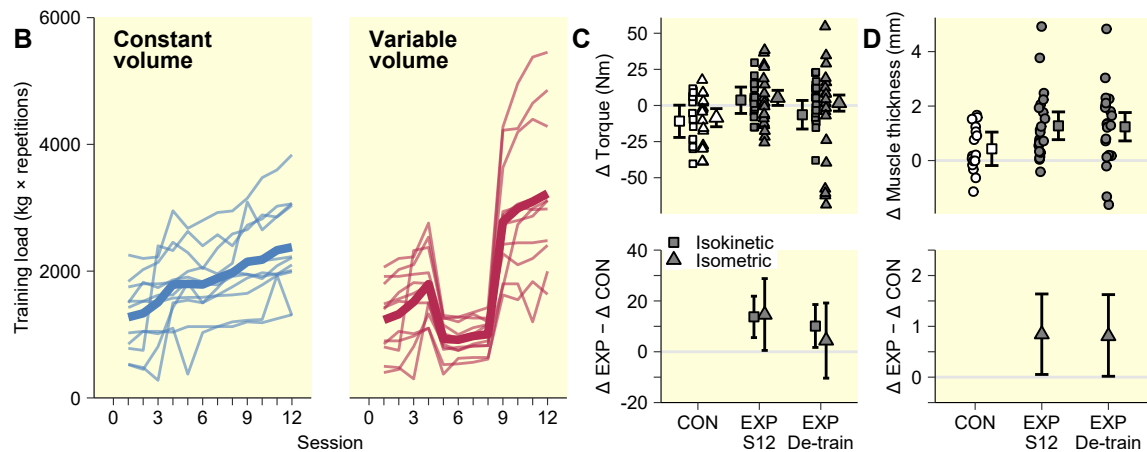 B
Constant
volume
Variable
volume
Training load (kg × repetitions)
6000
4000
2000
0
0 3 6 9 12
0 3 6 9 12
Session
C
Δ Torque (Nm)
50
25
0
-25
-50
Isokinetic
Isometric
Δ EXP − Δ CON
40
20
0
-20
CON
EXP
S12
EXP
De-train
D
Δ Muscle thickness (mm)
4
2
0
2
1
0
Δ EXP − Δ CON
CON
EXP
S12
EXP
De-train